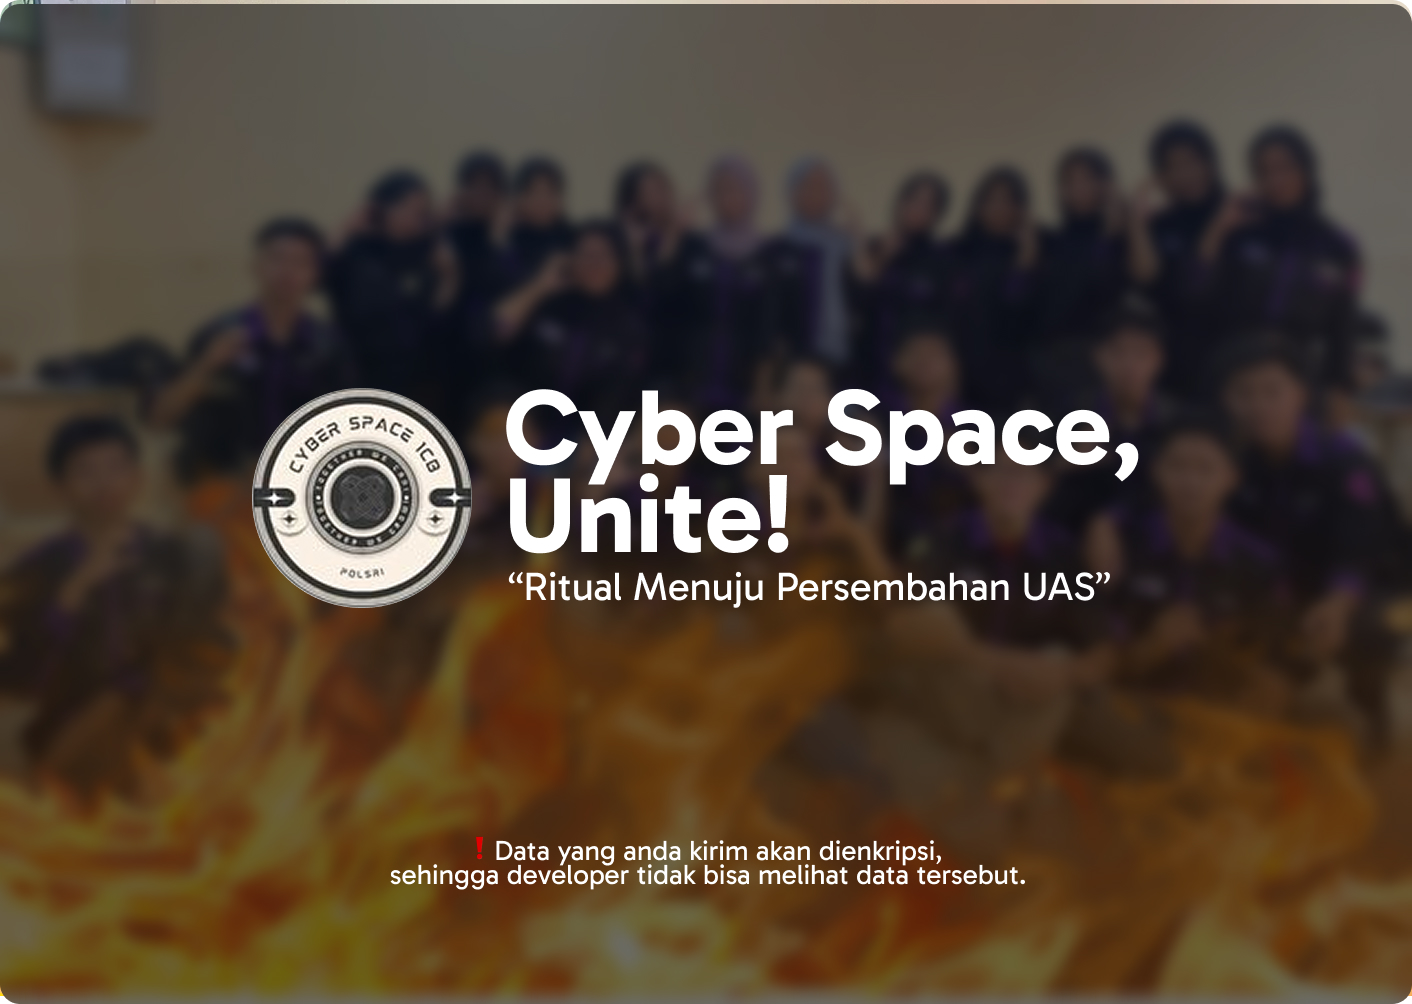 CYBER SPACE ICB
POLSRI
Cyber Space,
Unite!
“Ritual Menuju Persembahan UAS”
! Data yang anda kirim akan dienkripsi,
sehingga developer tidak bisa melihat data tersebut.